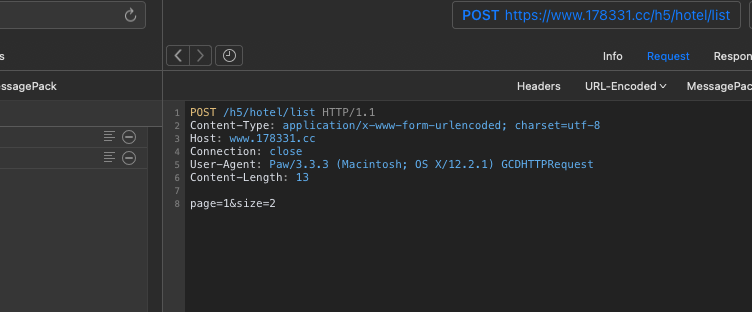 POST https://www.178331.cc/h5/hotel/list
s
Info Request Respon
ssagePack
Headers URL-Encoded MessagePac
1 POST /h5/hotel/list HTTP/1.1
2 Content-Type: application/x-www-form-urlencoded; charset=utf-8
3 Host: www.178331.cc
4 Connection: close
5 User-Agent: Paw/3.3.3 (Macintosh; OS X/12.2.1) GCDHTTPRequest
6 Content-Length: 13
7
8 page=1&size=2